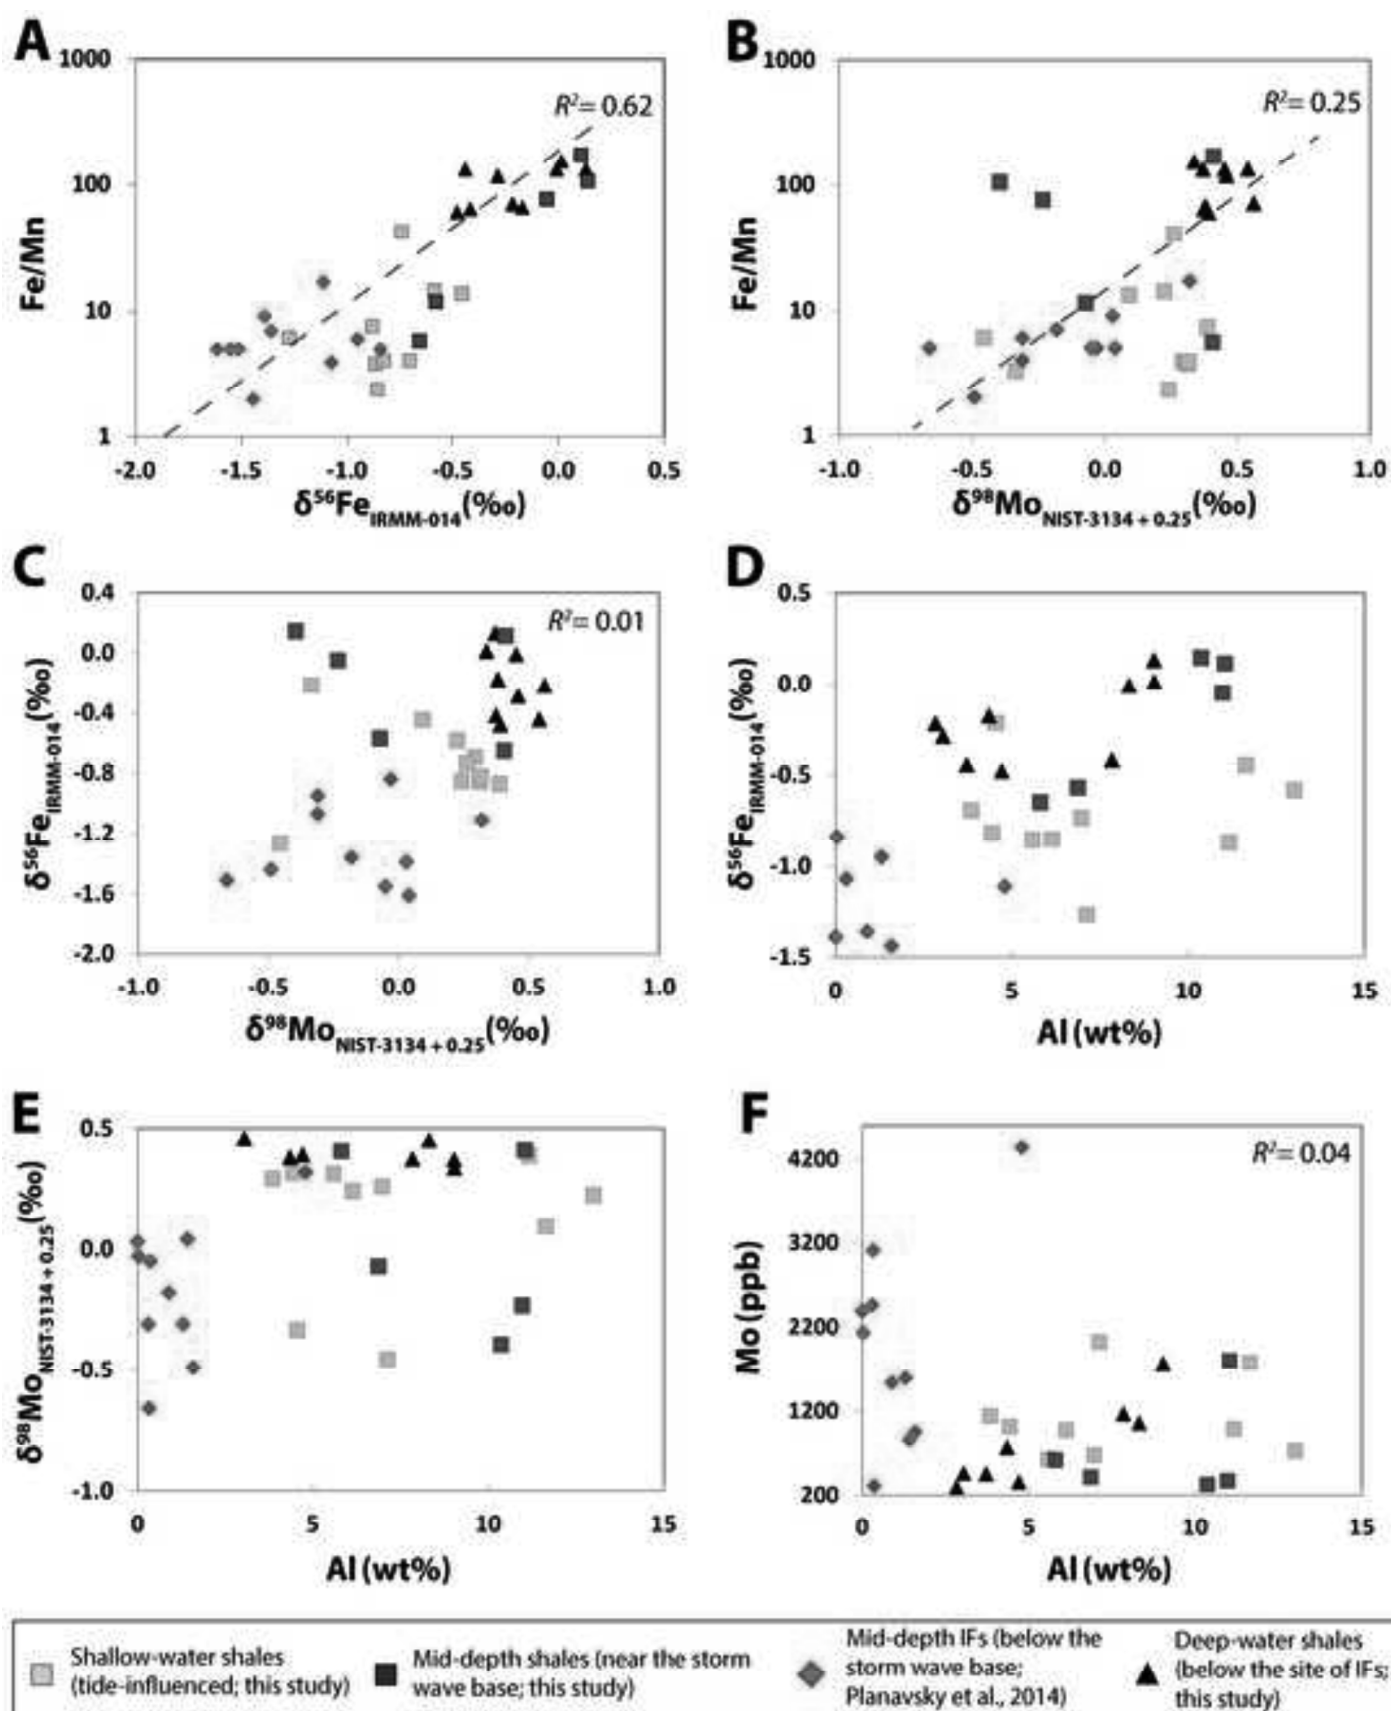 A
1000
100
10
1
Fe/Mn
R²= 0.62
-2.0 -1.5 -1.0 -0.5 0.0 0.5
δ⁵⁶Fe IRMM-014 (‰)
B
1000
100
10
1
Fe/Mn
R²= 0.25
-1.0 -0.5 0.0 0.5 1.0
δ⁹⁸Mo NIST-3134 + 0.25 (‰)
C
0.4
0.0
-0.4
-0.8
-1.2
-1.6
-2.0
δ⁵⁶Fe IRMM-014 (‰)
R²= 0.01
-1.0 -0.5 0.0 0.5 1.0
δ⁹⁸Mo NIST-3134 + 0.25 (‰)
D
0.5
0.0
-0.5
-1.0
-1.5
δ⁵⁶Fe IRMM-014 (‰)
0 5 10 15
Al (wt%)
E
0.5
0.0
-0.5
-1.0
δ⁹⁸Mo NIST-3134 + 0.25 (‰)
0 5 10 15
Al (wt%)
F
4200
3200
2200
1200
200
Mo (ppb)
R²= 0.04
0 5 10 15
Al (wt%)
Shallow-water shales
(tide-influenced; this study)
Mid-depth shales (near the storm
wave base; this study)
Mid-depth IFs (below the
storm wave base;
Planavsky et al., 2014)
Deep-water shales
(below the site of IFs;
this study)